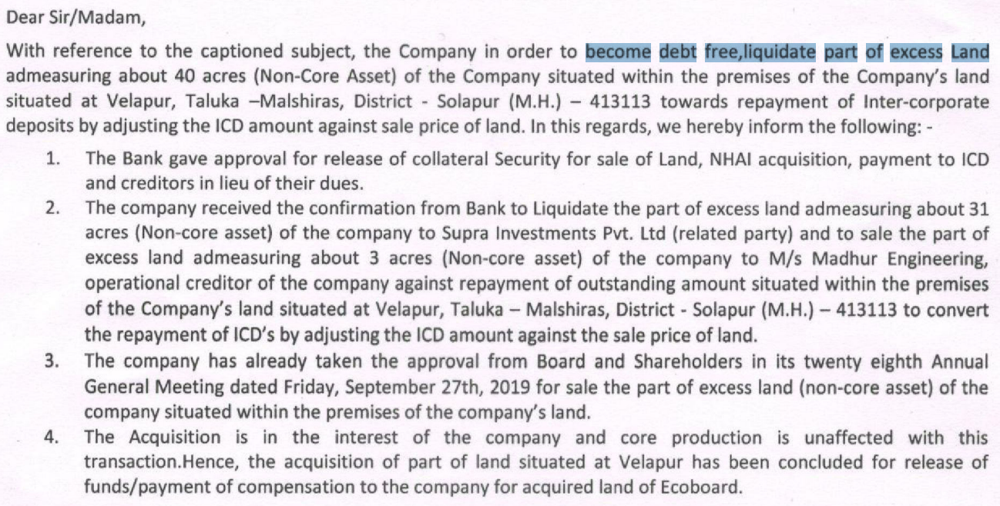 Dear Sir/Madam,
With reference to the captioned subject, the Company in order to become debt free,liquidate part of excess Land
admeasuring about 40 acres (Non-Core Asset) of the Company situated within the premises of the Company's land
situated at Velapur, Taluka –Malshiras, District - Solapur (M.H.) – 413113 towards repayment of Inter-corporate
deposits by adjusting the ICD amount against sale price of land. In this regards, we hereby inform the following: -
1. The Bank gave approval for release of collateral Security for sale of Land, NHAI acquisition, payment to ICD
and creditors in lieu of their dues.
2. The company received the confirmation from Bank to Liquidate the part of excess land admeasuring about 31
acres (Non-core asset) of the company to Supra Investments Pvt. Ltd (related party) and to sale the part of
excess land admeasuring about 3 acres (Non-core asset) of the company to M/s Madhur Engineering,
operational creditor of the company against repayment of outstanding amount situated within the premises
of the Company's land situated at Velapur, Taluka – Malshiras, District - Solapur (M.H.) – 413113 to convert
the repayment of ICD's by adjusting the ICD amount against the sale price of land.
3. The company has already taken the approval from Board and Shareholders in its twenty eighth Annual
General Meeting dated Friday, September 27th, 2019 for sale the part of excess land (non-core asset) of the
company situated within the premises of the company's land.
4. The Acquisition is in the interest of the company and core production is unaffected with this
transaction.Hence, the acquisition of part of land situated at Velapur has been concluded for release of
funds/payment of compensation to the company for acquired land of Ecoboard.